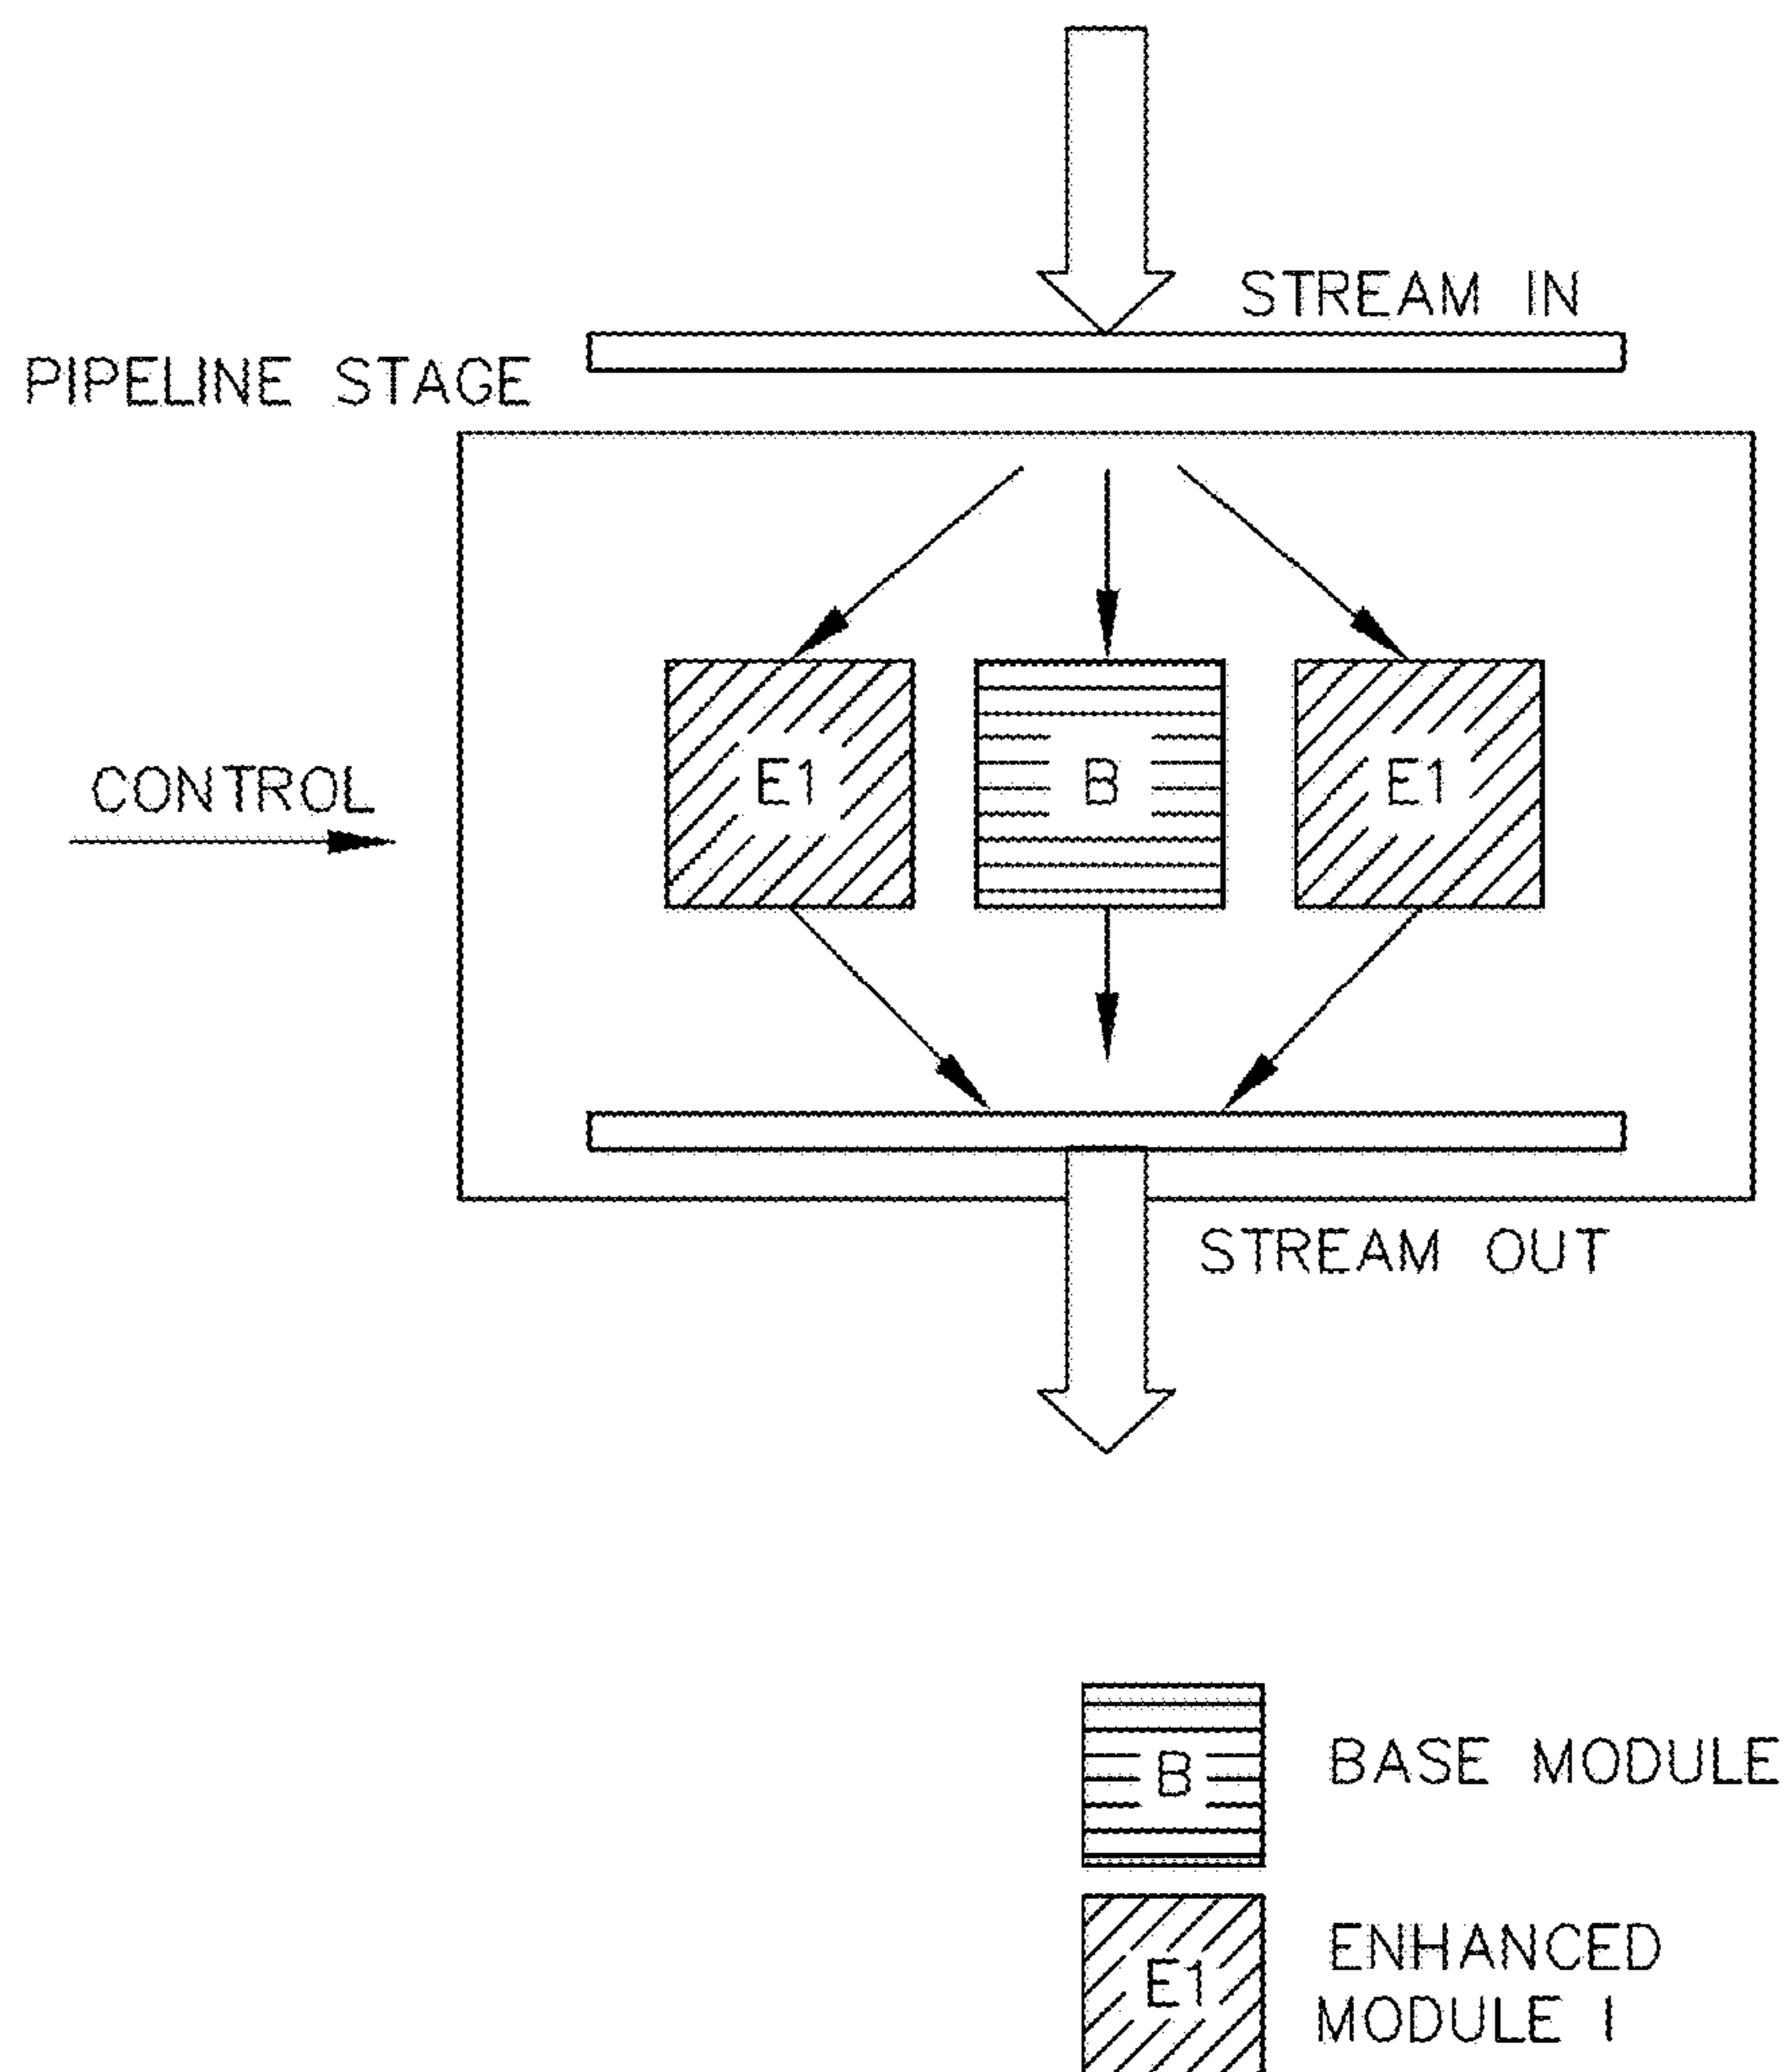 STREAM IN
PIPELINE STAGE
CONTROL
E1
B
E1
STREAM OUT
B
BASE MODULE
E1
ENHANCED
MODULE I